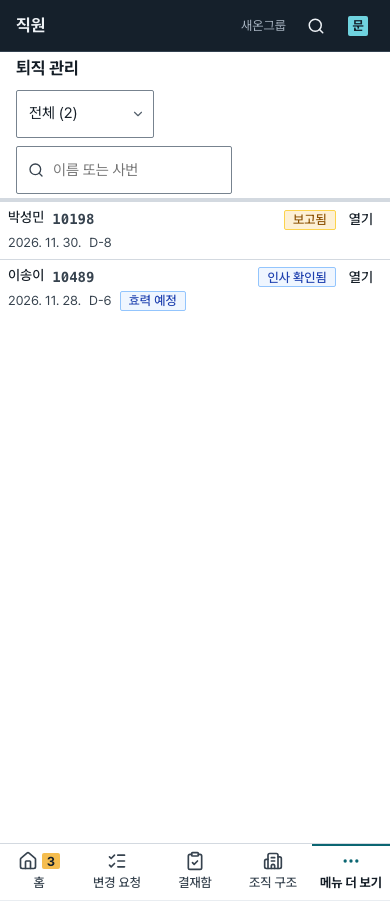 직원 새온그룹 문
퇴직 관리
전체 (2)
이름 또는 사번
박성민 10198 보고됨 열기
2026. 11. 30. D-8
이송이 10489 인사 확인됨 열기
2026. 11. 28. D-6 효력 예정
3
홈 변경 요청 결재함 조직 구조 메뉴 더 보기